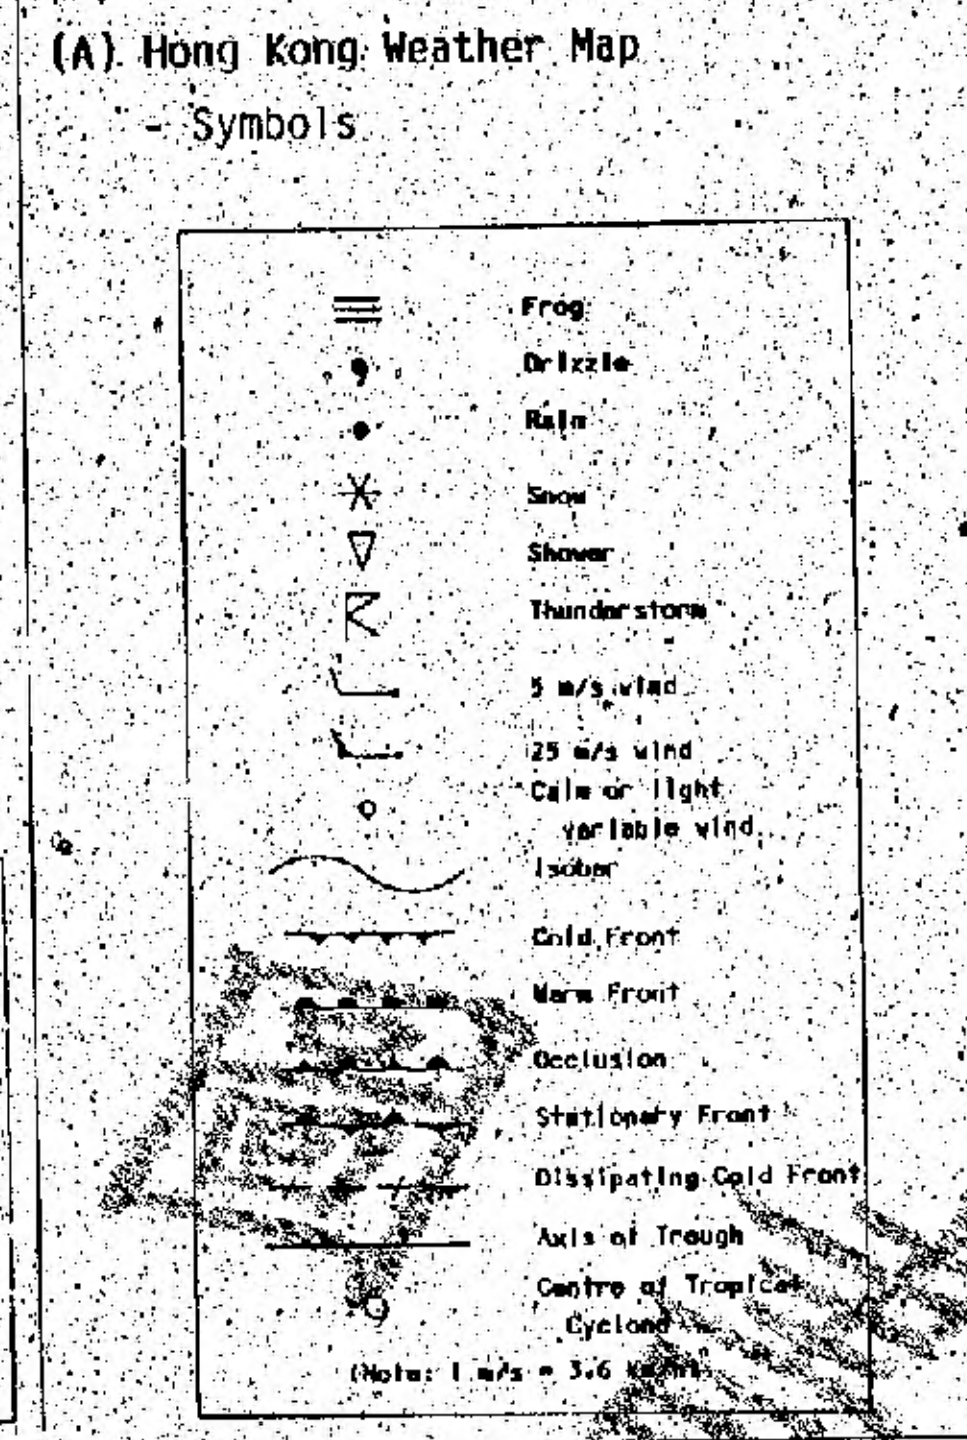 (A) Hong Kong Weather Map
- Symbols
Frog
Drizzle
Rain
Snow
Shower
Thunderstorm
5 m/s wind
25 m/s wind
Calm or light
variable wind
Isobar
Cold Front
Warm Front
Occlusion
Stationary Front
Dissipating Cold Front
Axis of Trough
Centre of Tropical
Cyclone
(Note: 1 m/s = 3.6 km/hr)